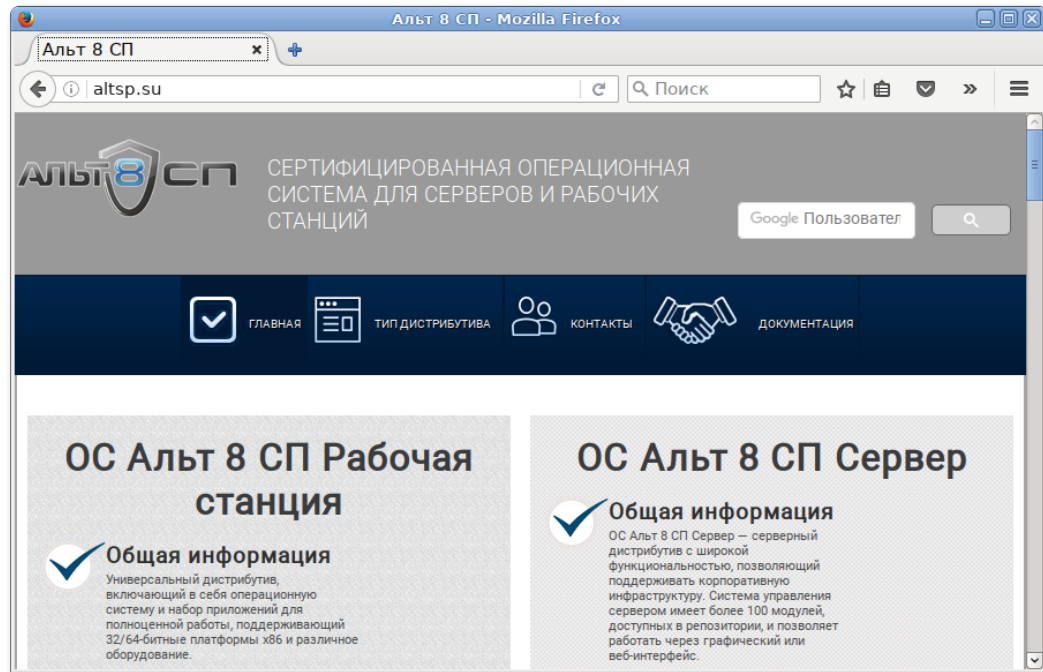 Альт 8 СП - Mozilla Firefox
Альт 8 СП
altsp.su
Поиск
АЛЬТ 8 СП
СЕРТИФИЦИРОВАННАЯ ОПЕРАЦИОННАЯ
СИСТЕМА ДЛЯ СЕРВЕРОВ И РАБОЧИХ
СТАНЦИЙ
Google Пользовател
ГЛАВНАЯ
ТИП ДИСТРИБУТИВА
КОНТАКТЫ
ДОКУМЕНТАЦИЯ
ОС Альт 8 СП Рабочая
станция
Общая информация
Универсальный дистрибутив,
включающий в себя операционную
систему и набор приложений для
полноценной работы, поддерживающий
32/64-битные платформы x86 и различное
оборудование.
ОС Альт 8 СП Сервер
Общая информация
ОС Альт 8 СП Сервер — серверный
дистрибутив с широкой
функциональностью, позволяющий
поддерживать корпоративную
инфраструктуру. Система управления
сервером имеет более 100 модулей,
доступных в репозитории, и позволяет
работать через графический или
веб-интерфейс.